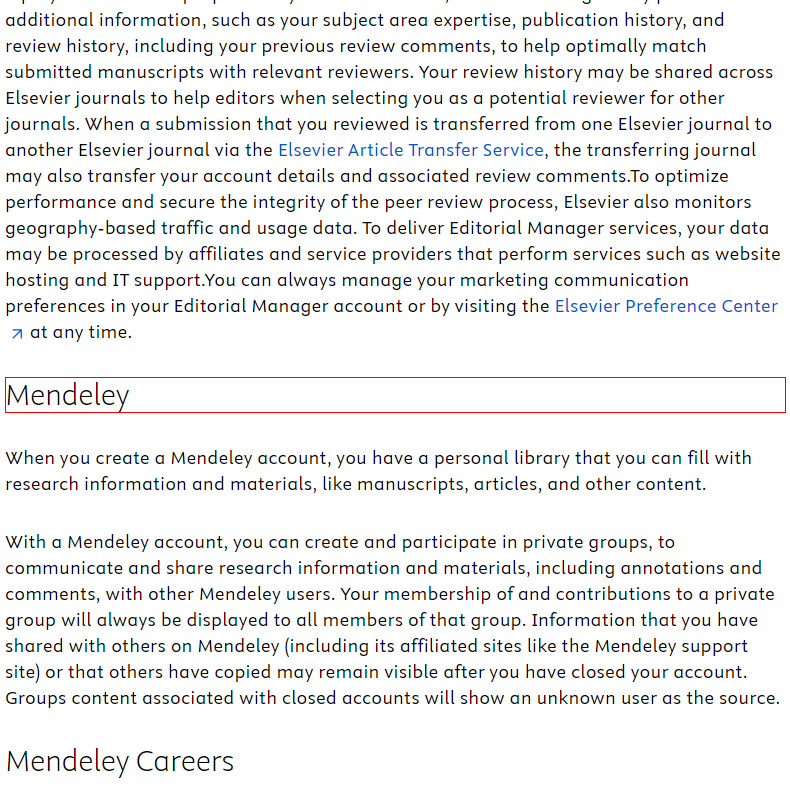 additional information, such as your subject area expertise, publication history, and
review history, including your previous review comments, to help optimally match
submitted manuscripts with relevant reviewers. Your review history may be shared across
Elsevier journals to help editors when selecting you as a potential reviewer for other
journals. When a submission that you reviewed is transferred from one Elsevier journal to
another Elsevier journal via the Elsevier Article Transfer Service, the transferring journal
may also transfer your account details and associated review comments.To optimize
performance and secure the integrity of the peer review process, Elsevier also monitors
geography-based traffic and usage data. To deliver Editorial Manager services, your data
may be processed by affiliates and service providers that perform services such as website
hosting and IT support.You can always manage your marketing communication
preferences in your Editorial Manager account or by visiting the Elsevier Preference Center
at any time.
Mendeley
When you create a Mendeley account, you have a personal library that you can fill with
research information and materials, like manuscripts, articles, and other content.
With a Mendeley account, you can create and participate in private groups, to
communicate and share research information and materials, including annotations and
comments, with other Mendeley users. Your membership of and contributions to a private
group will always be displayed to all members of that group. Information that you have
shared with others on Mendeley (including its affiliated sites like the Mendeley support
site) or that others have copied may remain visible after you have closed your account.
Groups content associated with closed accounts will show an unknown user as the source.
Mendeley Careers